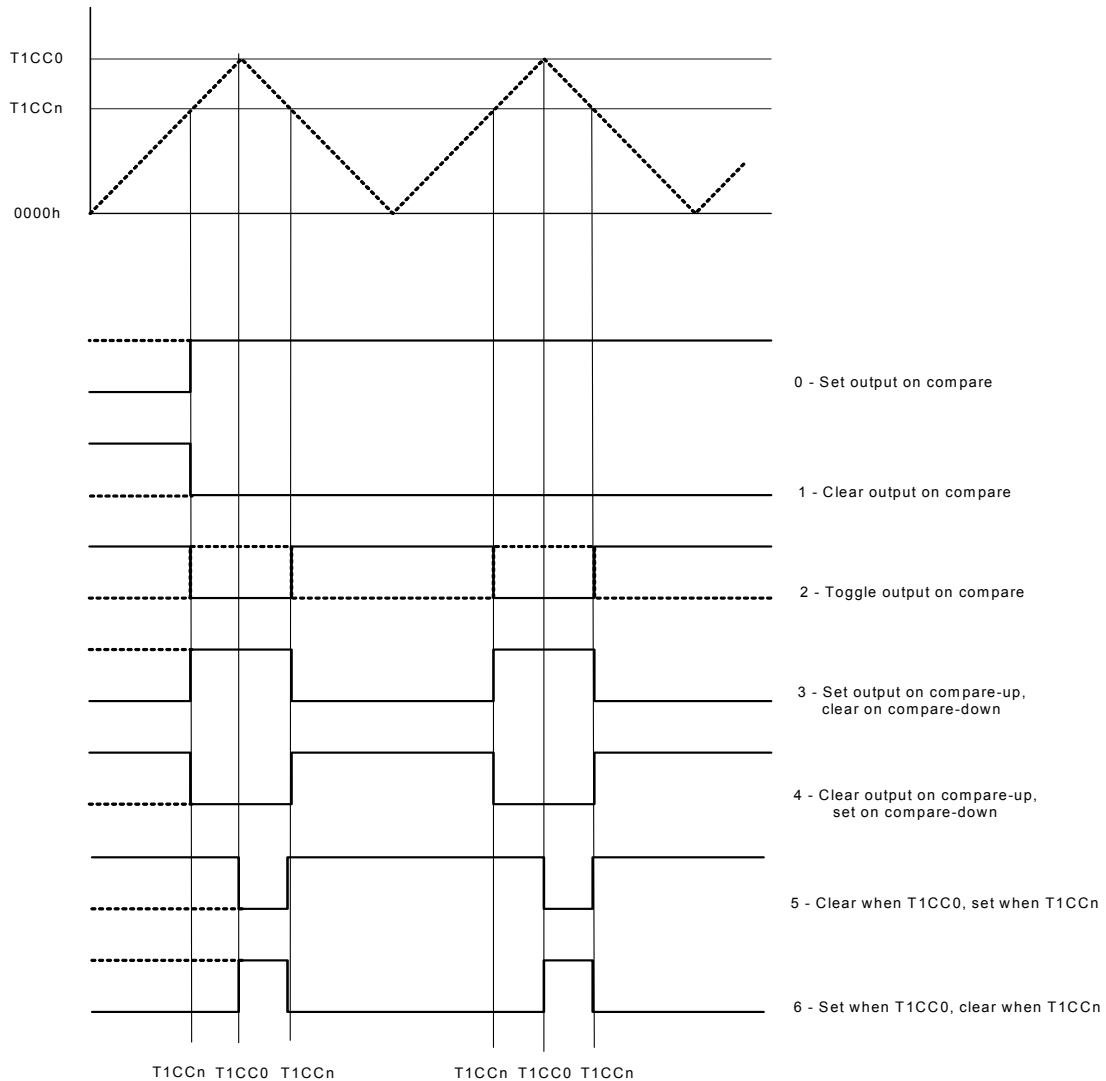 T1CC0
T1CCn
0000h
0 - Set output on compare
1 - Clear output on compare
2 - Toggle output on compare
3 - Set output on compare-up,
clear on compare-down
4 - Clear output on compare-up,
set on compare-down
5 - Clear when T1CC0, set when T1CCn
6 - Set when T1CC0, clear when T1CCn
T1CCn T1CC0 T1CCn T1CCn T1CC0 T1CCn